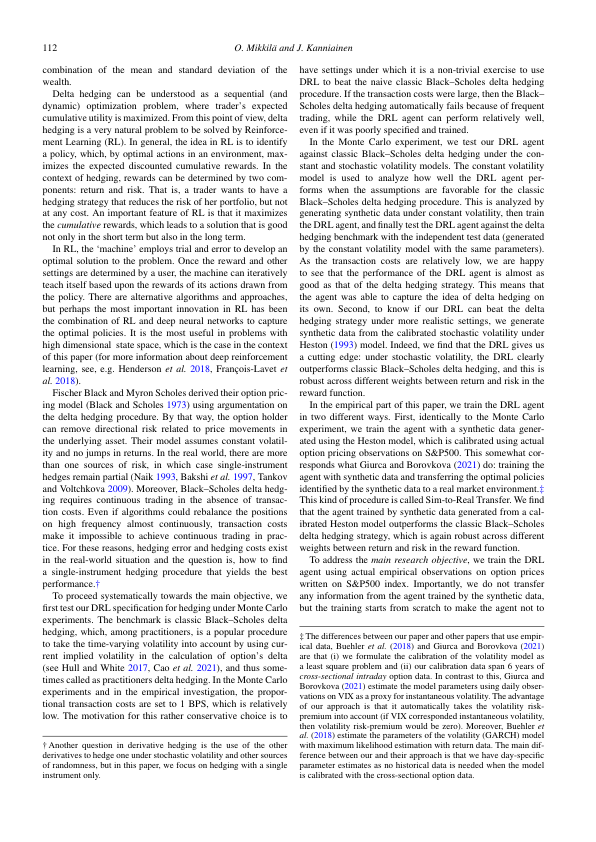 112
O. Mikkilä and J. Kanniainen
combination of the mean and standard deviation of the
wealth.
Delta hedging can be understood as a sequential (and
dynamic) optimization problem, where trader's expected
cumulative utility is maximized. From this point of view, delta
hedging is a very natural problem to be solved by Reinforce-
ment Learning (RL). In general, the idea in RL is to identify
a policy, which, by optimal actions in an environment, max-
imizes the expected discounted cumulative rewards. In the
context of hedging, rewards can be determined by two com-
ponents: return and risk. That is, a trader wants to have a
hedging strategy that reduces the risk of her portfolio, but not
at any cost. An important feature of RL is that it maximizes
the cumulative rewards, which leads to a solution that is good
not only in the short term but also in the long term.
In RL, the 'machine' employs trial and error to develop an
optimal solution to the problem. Once the reward and other
settings are determined by a user, the machine can iteratively
teach itself based upon the rewards of its actions drawn from
the policy. There are alternative algorithms and approaches,
but perhaps the most important innovation in RL has been
the combination of RL and deep neural networks to capture
the optimal policies. It is the most useful in problems with
high dimensional state space, which is the case in the context
of this paper (for more information about deep reinforcement
learning, see, e.g. Henderson et al. 2018, François-Lavet et
al. 2018).
Fischer Black and Myron Scholes derived their option pric-
ing model (Black and Scholes 1973) using argumentation on
the delta hedging procedure. By that way, the option holder
can remove directional risk related to price movements in
the underlying asset. Their model assumes constant volatil-
ity and no jumps in returns. In the real world, there are more
than one sources of risk, in which case single-instrument
hedges remain partial (Naik 1993, Bakshi et al. 1997, Tankov
and Voltchkova 2009). Moreover, Black–Scholes delta hedg-
ing requires continuous trading in the absence of transac-
tion costs. Even if algorithms could rebalance the positions
on high frequency almost continuously, transaction costs
make it impossible to achieve continuous trading in prac-
tice. For these reasons, hedging error and hedging costs exist
in the real-world situation and the question is, how to find
a single-instrument hedging procedure that yields the best
performance.†
To proceed systematically towards the main objective, we
first test our DRL specification for hedging under Monte Carlo
experiments. The benchmark is classic Black–Scholes delta
hedging, which, among practitioners, is a popular procedure
to take the time-varying volatility into account by using cur-
rent implied volatility in the calculation of option's delta
(see Hull and White 2017, Cao et al. 2021), and thus some-
times called as practitioners delta hedging. In the Monte Carlo
experiments and in the empirical investigation, the propor-
tional transaction costs are set to 1 BPS, which is relatively
low. The motivation for this rather conservative choice is to
† Another question in derivative hedging is the use of the other
derivatives to hedge one under stochastic volatility and other sources
of randomness, but in this paper, we focus on hedging with a single
instrument only.
have settings under which it is a non-trivial exercise to use
DRL to beat the naive classic Black–Scholes delta hedging
procedure. If the transaction costs were large, then the Black–
Scholes delta hedging automatically fails because of frequent
trading, while the DRL agent can perform relatively well,
even if it was poorly specified and trained.
In the Monte Carlo experiment, we test our DRL agent
against classic Black–Scholes delta hedging under the con-
stant and stochastic volatility models. The constant volatility
model is used to analyze how well the DRL agent per-
forms when the assumptions are favorable for the classic
Black–Scholes delta hedging procedure. This is analyzed by
generating synthetic data under constant volatility, then train
the DRL agent, and finally test the DRL agent against the delta
hedging benchmark with the independent test data (generated
by the constant volatility model with the same parameters).
As the transaction costs are relatively low, we are happy
to see that the performance of the DRL agent is almost as
good as that of the delta hedging strategy. This means that
the agent was able to capture the idea of delta hedging on
its own. Second, to know if our DRL can beat the delta
hedging strategy under more realistic settings, we generate
synthetic data from the calibrated stochastic volatility under
Heston (1993) model. Indeed, we find that the DRL gives us
a cutting edge: under stochastic volatility, the DRL clearly
outperforms classic Black–Scholes delta hedging, and this is
robust across different weights between return and risk in the
reward function.
In the empirical part of this paper, we train the DRL agent
in two different ways. First, identically to the Monte Carlo
experiment, we train the agent with a synthetic data gener-
ated using the Heston model, which is calibrated using actual
option pricing observations on S&P500. This somewhat cor-
responds what Giurca and Borovkova (2021) do: training the
agent with synthetic data and transferring the optimal policies
identified by the synthetic data to a real market environment.‡
This kind of procedure is called Sim-to-Real Transfer. We find
that the agent trained by synthetic data generated from a cal-
ibrated Heston model outperforms the classic Black–Scholes
delta hedging strategy, which is again robust across different
weights between return and risk in the reward function.
To address the main research objective, we train the DRL
agent using actual empirical observations on option prices
written on S&P500 index. Importantly, we do not transfer
any information from the agent trained by the synthetic data,
but the training starts from scratch to make the agent not to
‡ The differences between our paper and other papers that use empir-
ical data, Buehler et al. (2018) and Giurca and Borovkova (2021)
are that (i) we formulate the calibration of the volatility model as
a least square problem and (ii) our calibration data span 6 years of
cross-sectional intraday option data. In contrast to this, Giurca and
Borovkova (2021) estimate the model parameters using daily obser-
vations on VIX as a proxy for instantaneous volatility. The advantage
of our approach is that it automatically takes the volatility risk-
premium into account (if VIX corresponded instantaneous volatility,
then volatility risk-premium would be zero). Moreover, Buehler et
al. (2018) estimate the parameters of the volatility (GARCH) model
with maximum likelihood estimation with return data. The main dif-
ference between our and their approach is that we have day-specific
parameter estimates as no historical data is needed when the model
is calibrated with the cross-sectional option data.